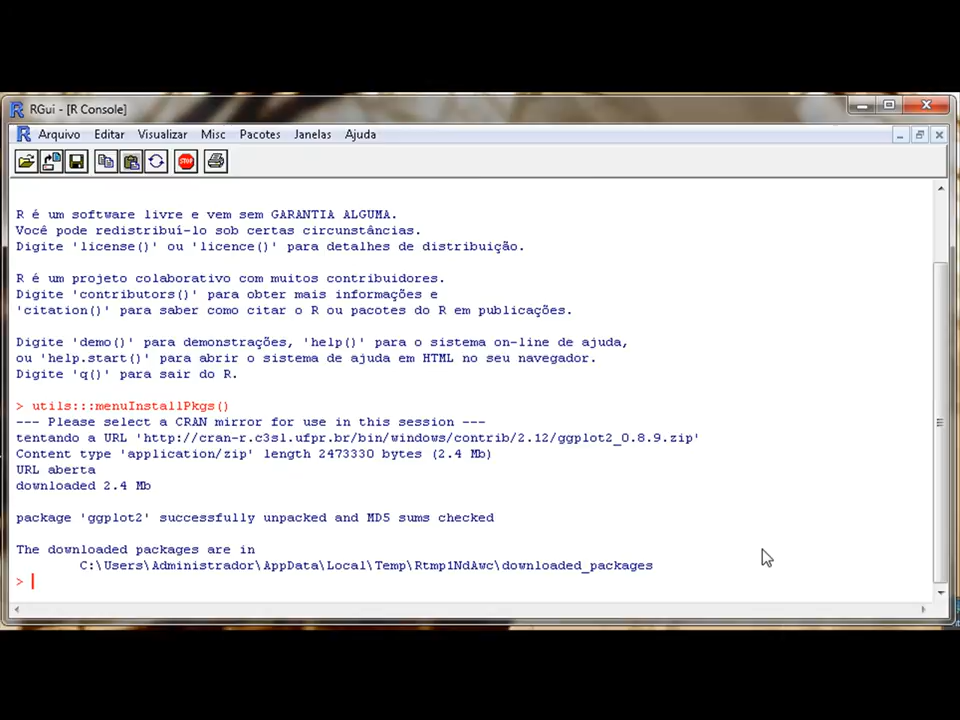 RGui - [R Console]
Arquivo Editar Visualizar Misc Pacotes Janelas Ajuda
STOP
R é um software livre e vem sem GARANTIA ALGUMA.
Você pode redistribuí-lo sob certas circunstâncias.
Digite 'license()' ou 'licence()' para detalhes de distribuição.
R é um projeto colaborativo com muitos contribuidores.
Digite 'contributors()' para obter mais informações e
'citation()' para saber como citar o R ou pacotes do R em publicações.
Digite 'demo()' para demonstrações, 'help()' para o sistema on-line de ajuda,
ou 'help.start()' para abrir o sistema de ajuda em HTML no seu navegador.
Digite 'q()' para sair do R.
> utils:::menuInstallPkgs()
--- Please select a CRAN mirror for use in this session ---
tentando a URL 'http://cran-r.c3sl.ufpr.br/bin/windows/contrib/2.12/ggplot2_0.8.9.zip'
Content type 'application/zip' length 2473330 bytes (2.4 Mb)
URL aberta
downloaded 2.4 Mb
package 'ggplot2' successfully unpacked and MD5 sums checked
The downloaded packages are in
C:\Users\Administrador\AppData\Local\Temp\Rtmp1NdAwc\downloaded_packages
>